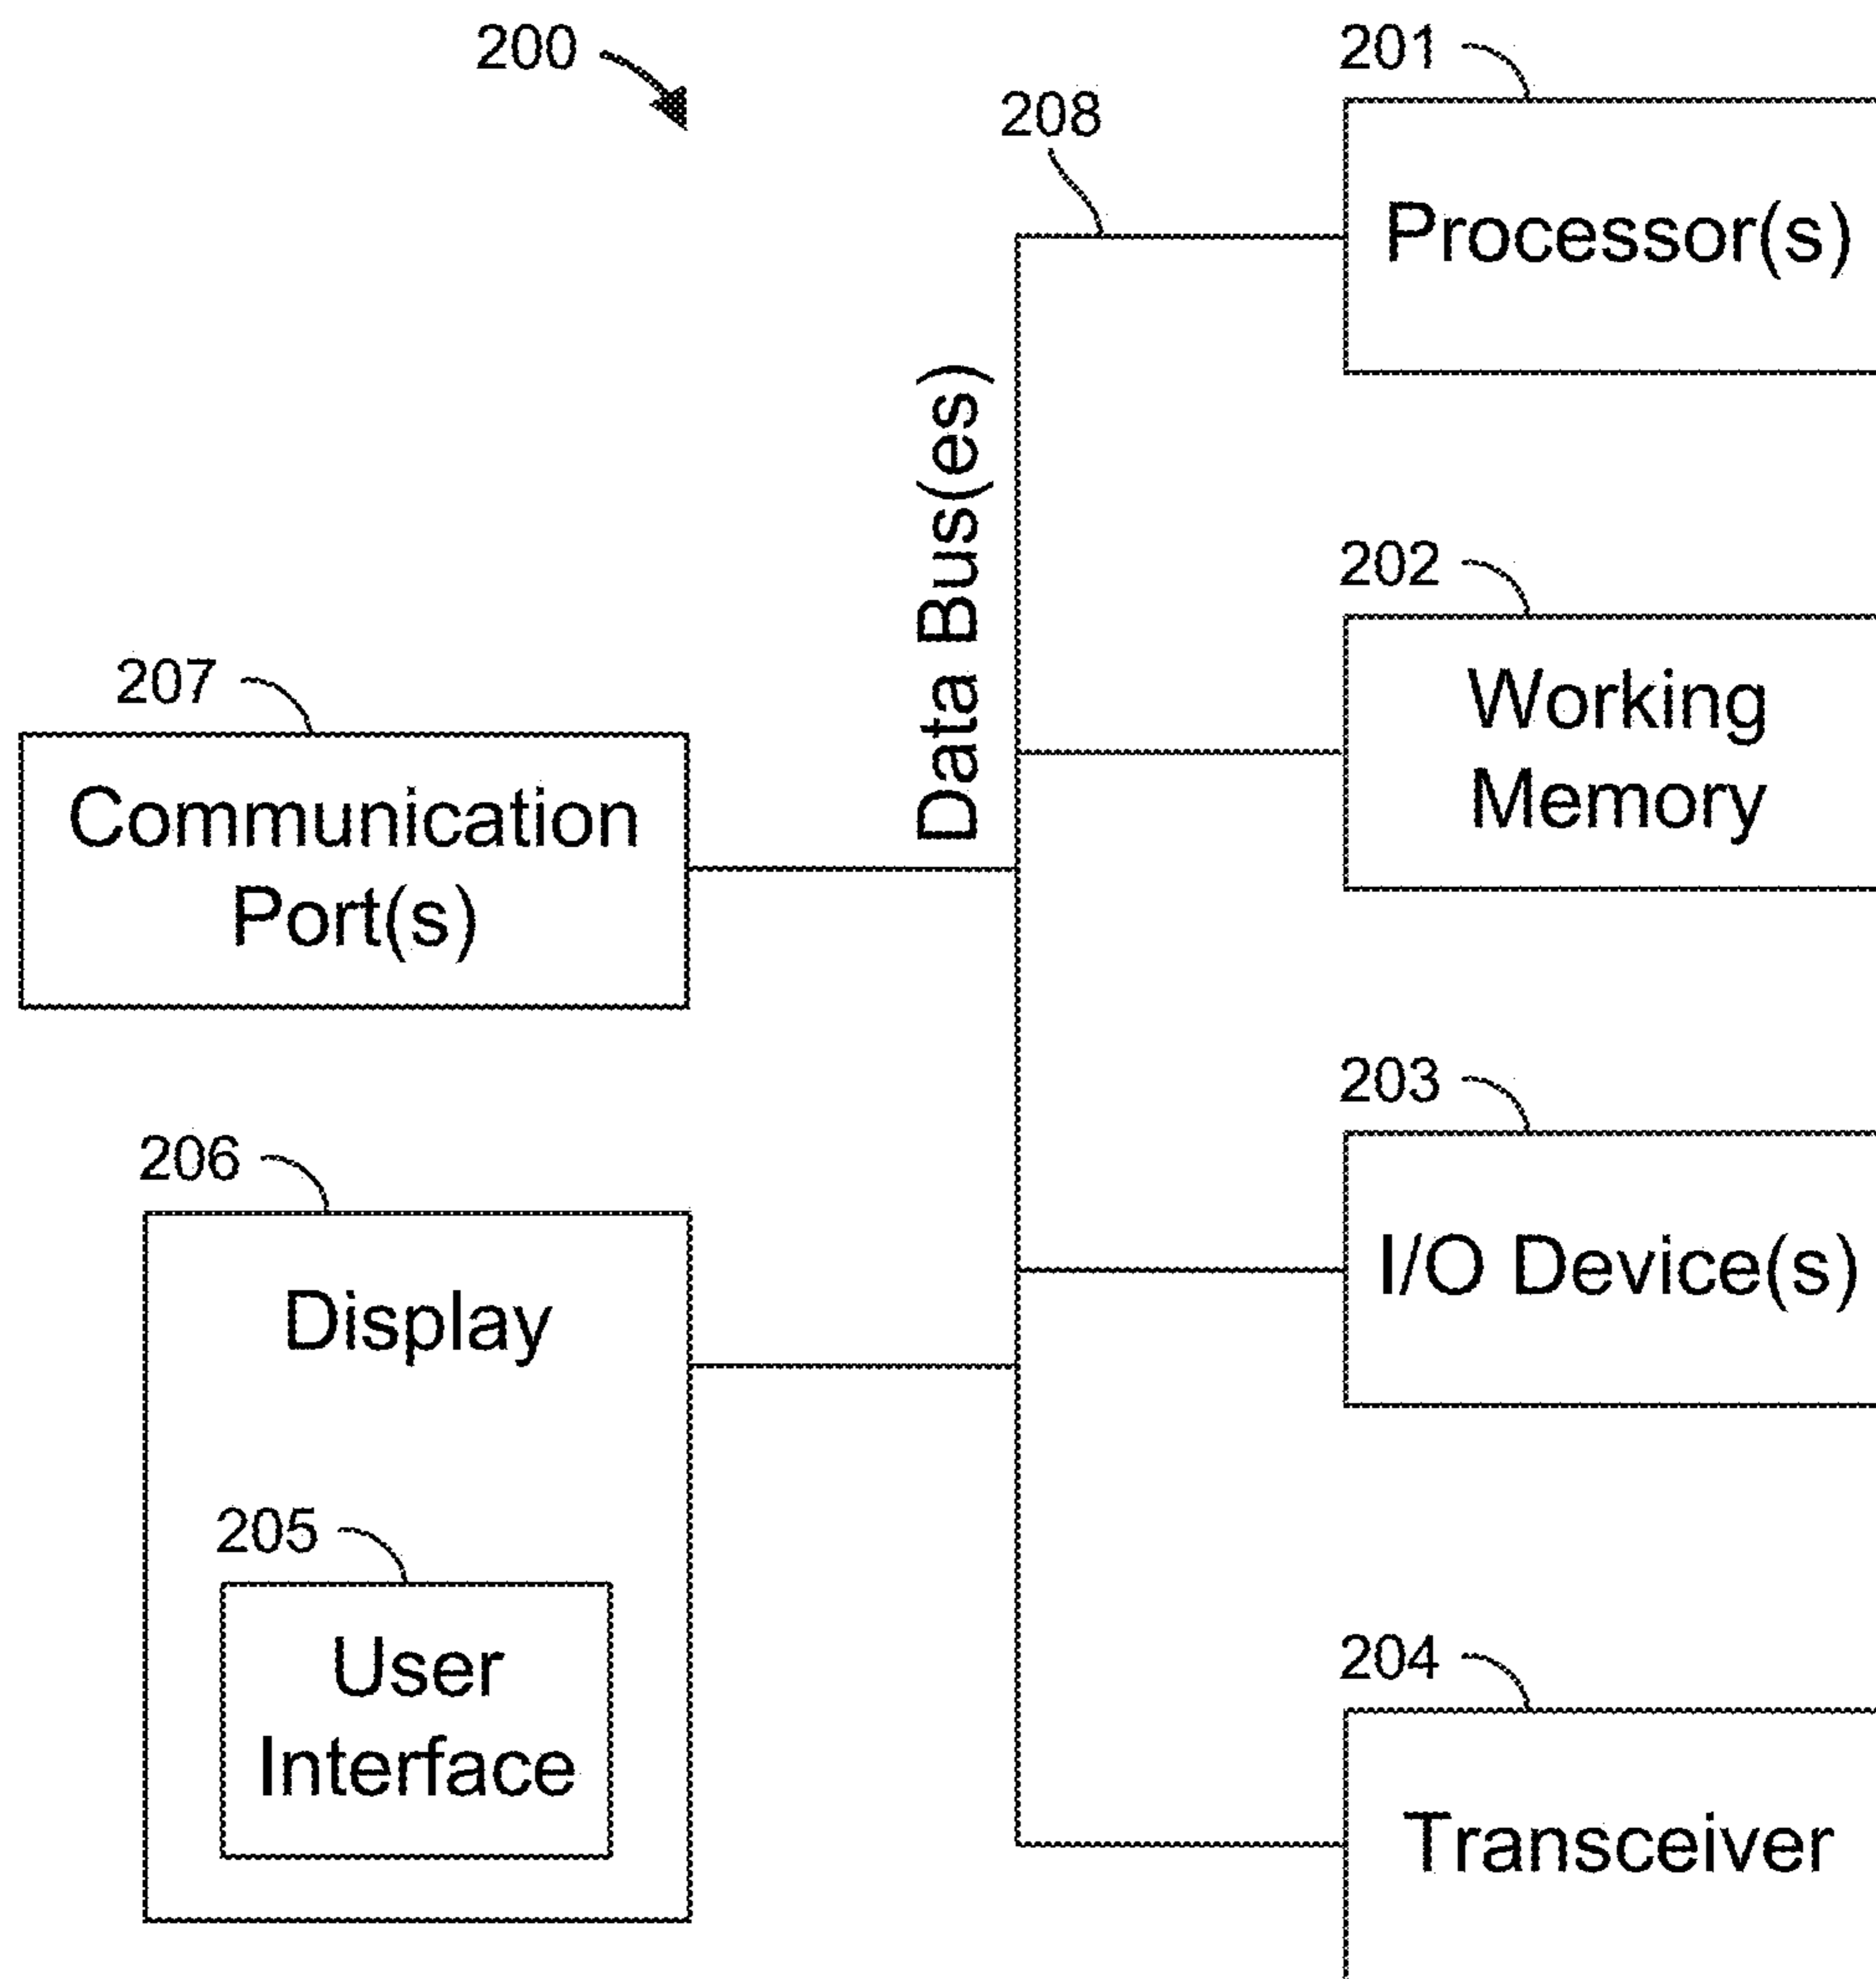 200
201
208
Processor(s)
Data Bus(es)
202
Working
Memory
207
Communication
Port(s)
203
I/O Device(s)
206
Display
205
User
Interface
204
Transceiver